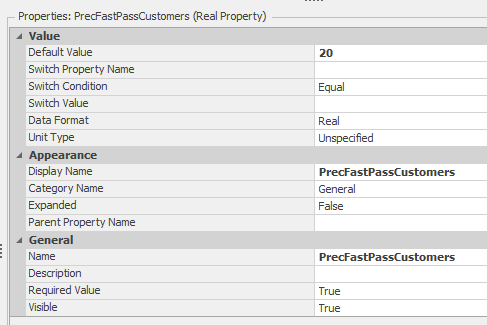 Properties: PrecFastPassCustomers (Real Property)
Value
Default Value 20
Switch Property Name
Switch Condition Equal
Switch Value
Data Format Real
Unit Type Unspecified
Appearance
Display Name PrecFastPassCustomers
Category Name General
Expanded False
Parent Property Name
General
Name PrecFastPassCustomers
Description
Required Value True
Visible True